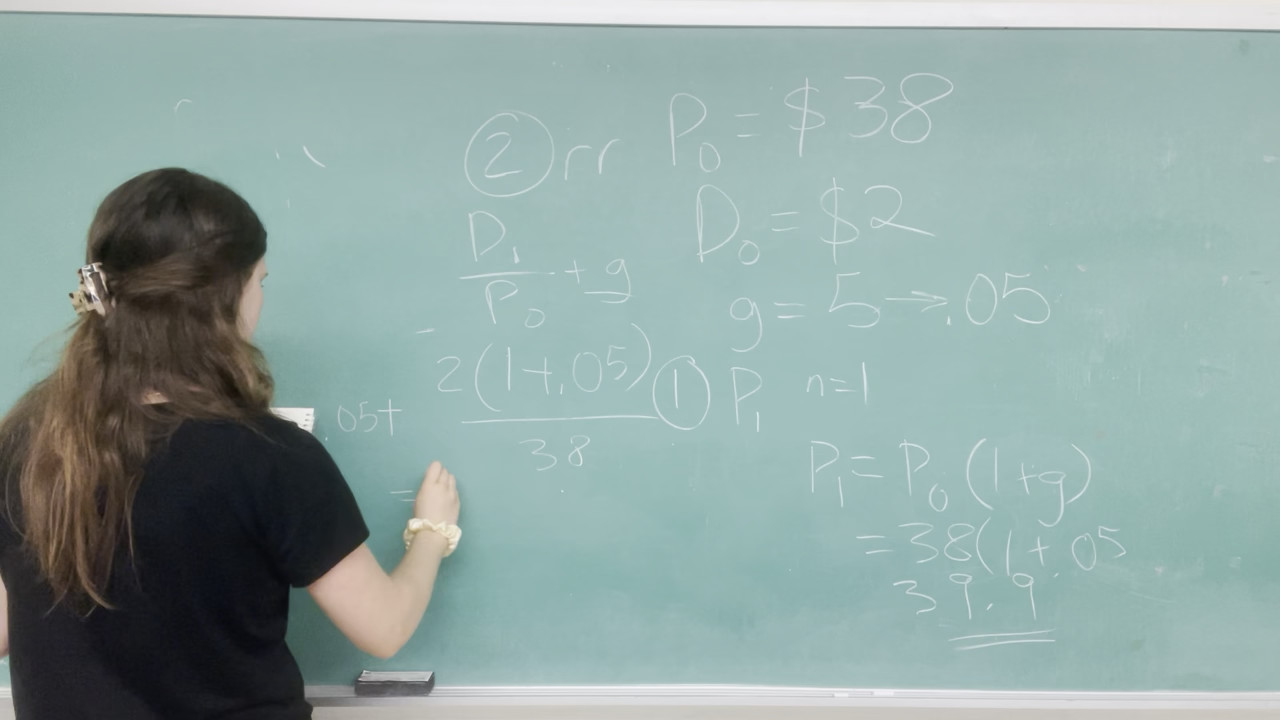 ② rr P₀ = $38
D₀ = $2
D₁
— + g
P₀
g = 5 → .05
.05+ 2(1+.05)
38
=
① P₁ n=1
P₁ = P₀ (1+g)
= 38(1+.05
39.9